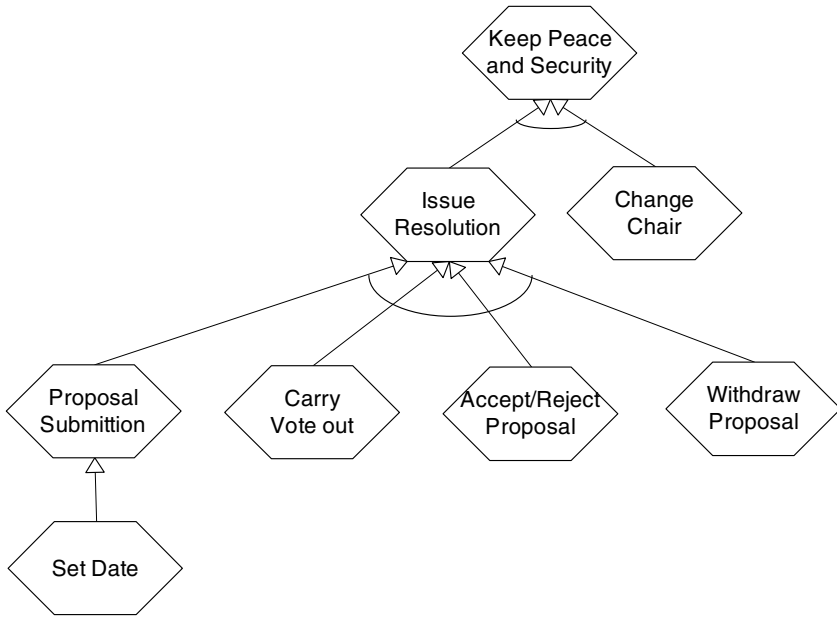 Keep Peace
and Security
Issue
Resolution
Change
Chair
Proposal
Submittion
Carry
Vote out
Accept/Reject
Proposal
Withdraw
Proposal
Set Date